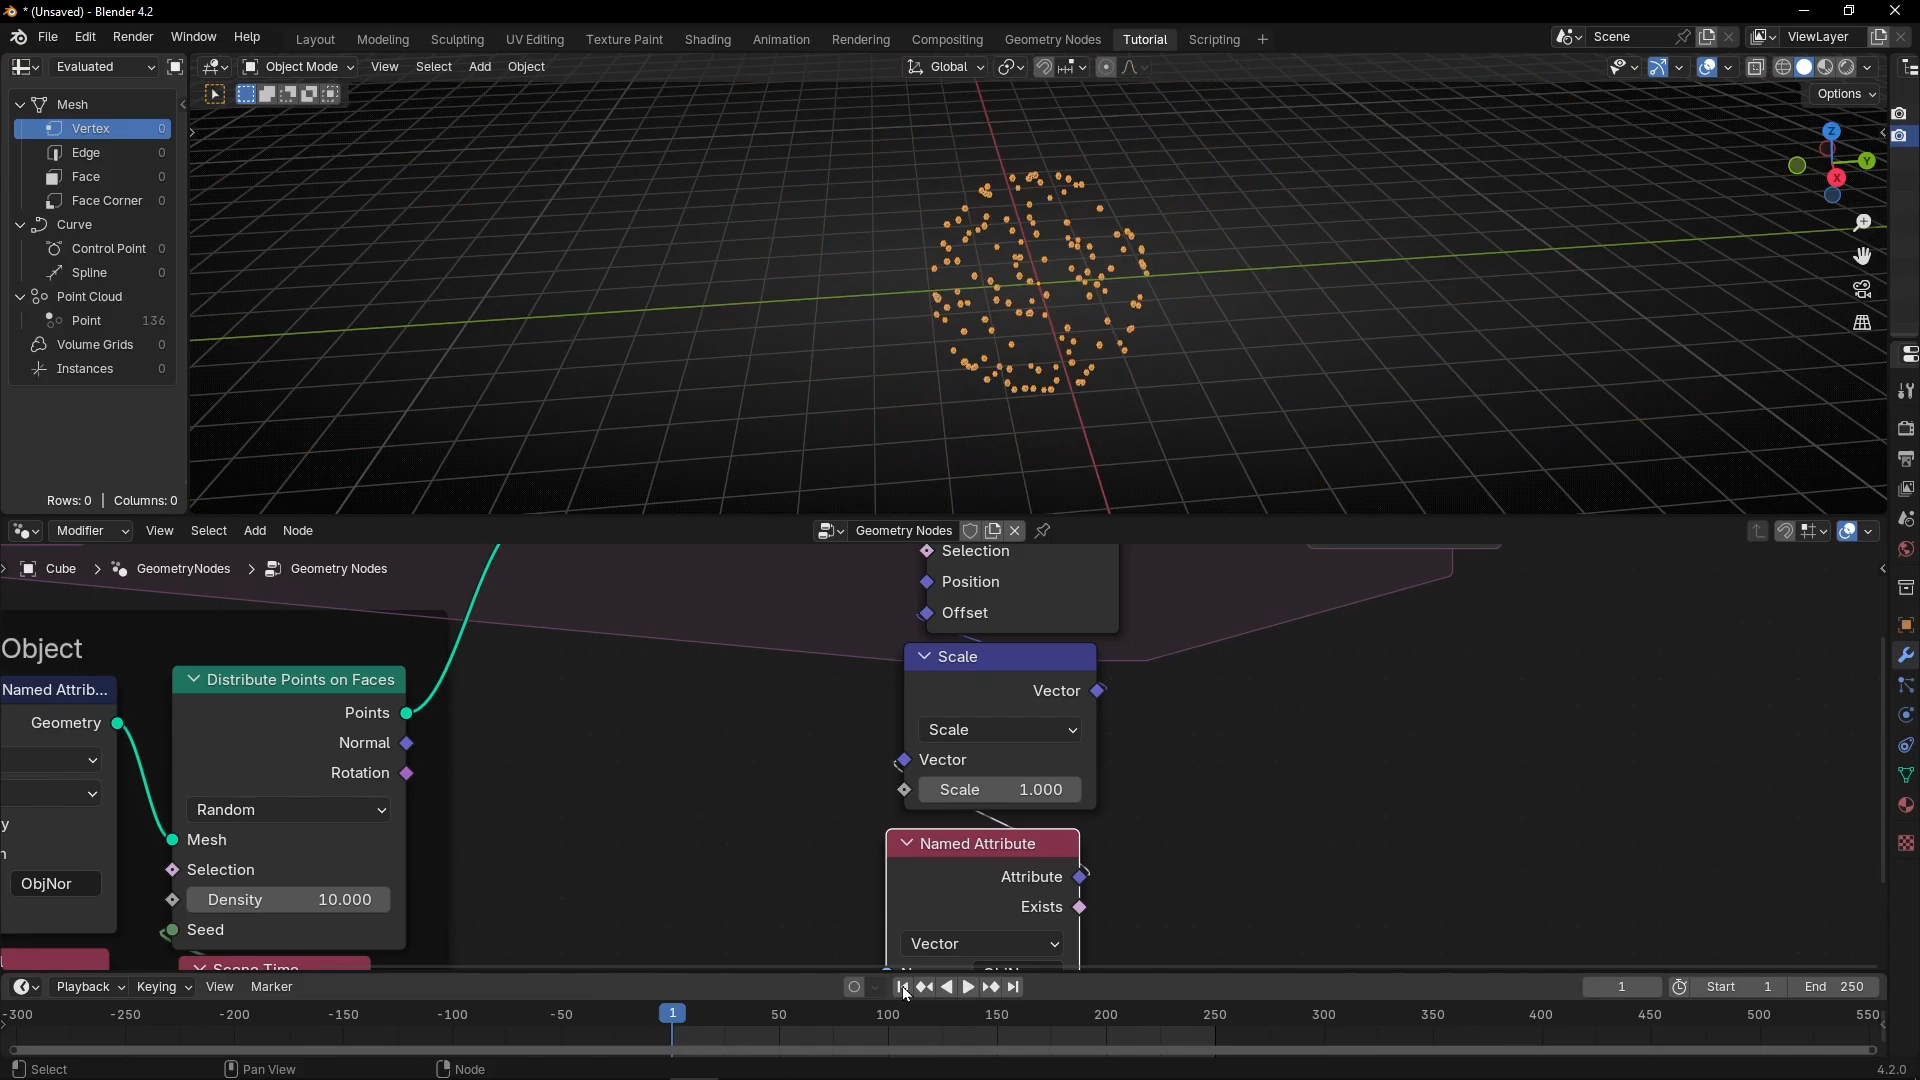 * (Unsaved) - Blender 4.2
File Edit Render Window Help
Layout Modeling Sculpting UV Editing Texture Paint Shading Animation Rendering Compositing Geometry Nodes Tutorial Scripting +
Scene
ViewLayer
Evaluated
Object Mode View Select Add Object
Global
Options
Mesh
Vertex 0
Edge 0
Face 0
Face Corner 0
Curve
Control Point 0
Spline 0
Point Cloud
Point 136
Volume Grids 0
Instances 0
Rows: 0 | Columns: 0
Z
Y
X
Modifier View Select Add Node
Geometry Nodes
Cube > GeometryNodes > Geometry Nodes
Selection
Position
Offset
Object
Named Attrib...
Geometry
y
n
ObjNor
Distribute Points on Faces
Points
Normal
Rotation
Random
Mesh
Selection
Density 10.000
Seed
Scene Time
Scale
Vector
Scale
Vector
Scale 1.000
Named Attribute
Attribute
Exists
Vector
Playback Keying View Marker
1
Start 1
End 250
-300 -250 -200 -150 -100 -50 1 50 100 150 200 250 300 350 400 450 500 550
Select
Pan View
Node
4.2.0